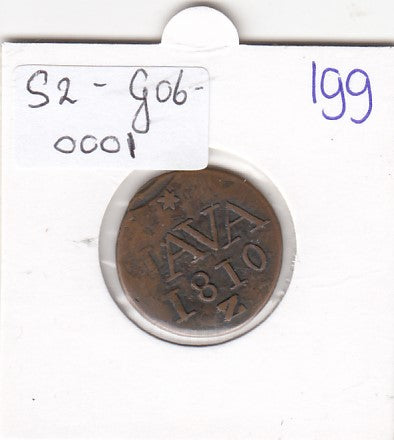 S2 - G06-
0001
199
*
JAVA
1810
Z